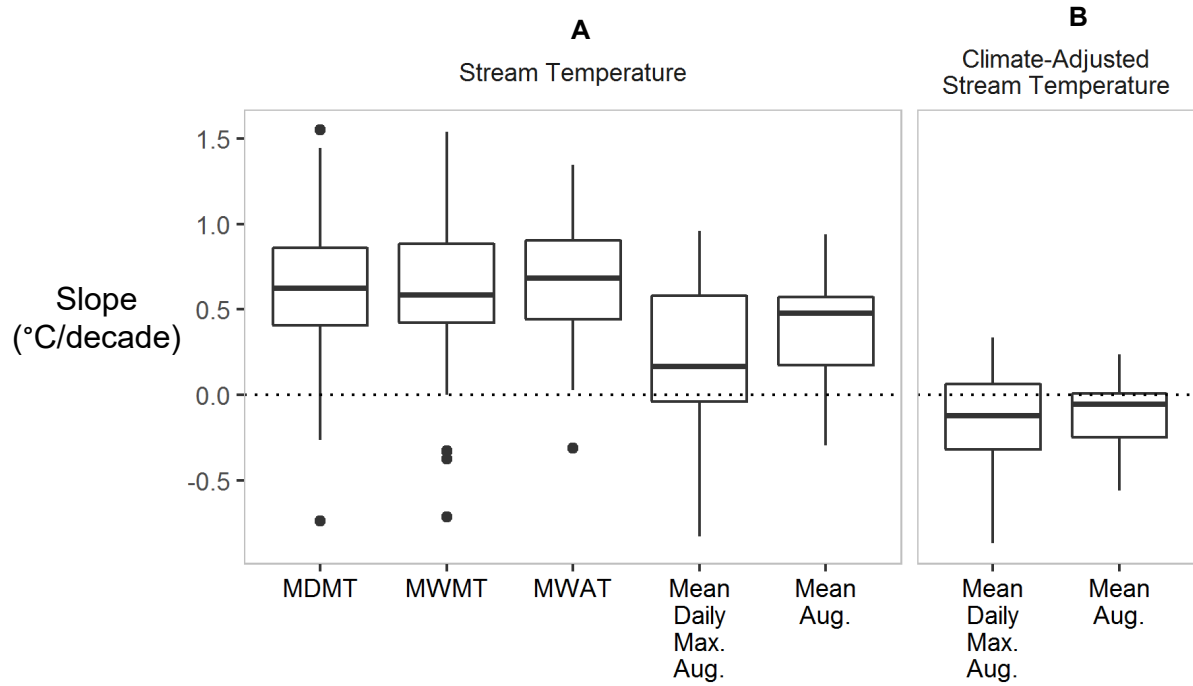 A
Stream Temperature
B
Climate-Adjusted
Stream Temperature
Slope
(°C/decade)
1.5
1.0
0.5
0.0
-0.5
MDMT
MWMT
MWAT
Mean
Daily
Max.
Aug.
Mean
Aug.
Mean
Daily
Max.
Aug.
Mean
Aug.